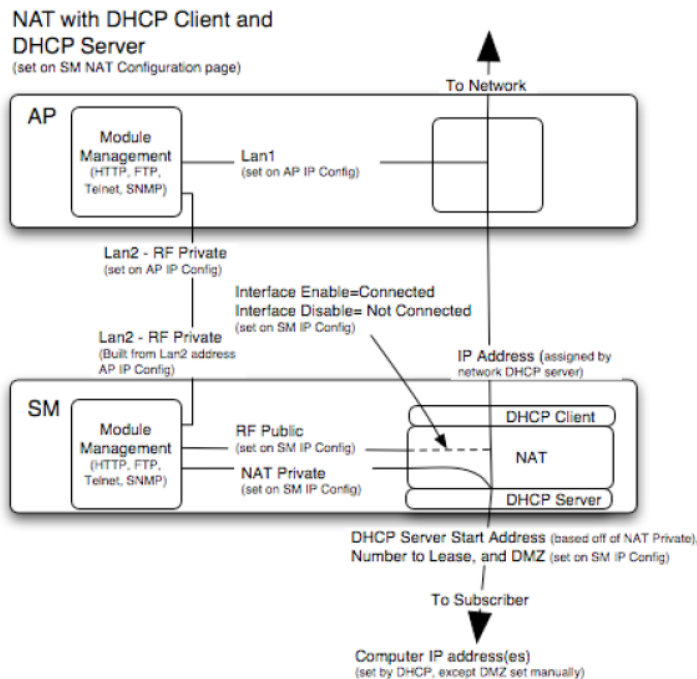 NAT with DHCP Client and
DHCP Server
(set on SM NAT Configuration page)
To Network
AP
Module
Management
(HTTP, FTP,
Telnet, SNMP)
Lan1
(set on AP IP Config)
Lan2 - RF Private
(set on AP IP Config)
Interface Enable=Connected
Interface Disable= Not Connected
(set on SM IP Config)
Lan2 - RF Private
(Built from Lan2 address
AP IP Config)
IP Address (assigned by
network DHCP server)
SM
Module
Management
(HTTP, FTP,
Telnet, SNMP)
RF Public
(set on SM IP Config)
NAT Private
(set on SM IP Config)
DHCP Client
NAT
DHCP Server
DHCP Server Start Address (based off of NAT Private),
Number to Lease, and DMZ (set on SM IP Config)
To Subscriber
Computer IP address(es)
(set by DHCP, except DMZ set manually)